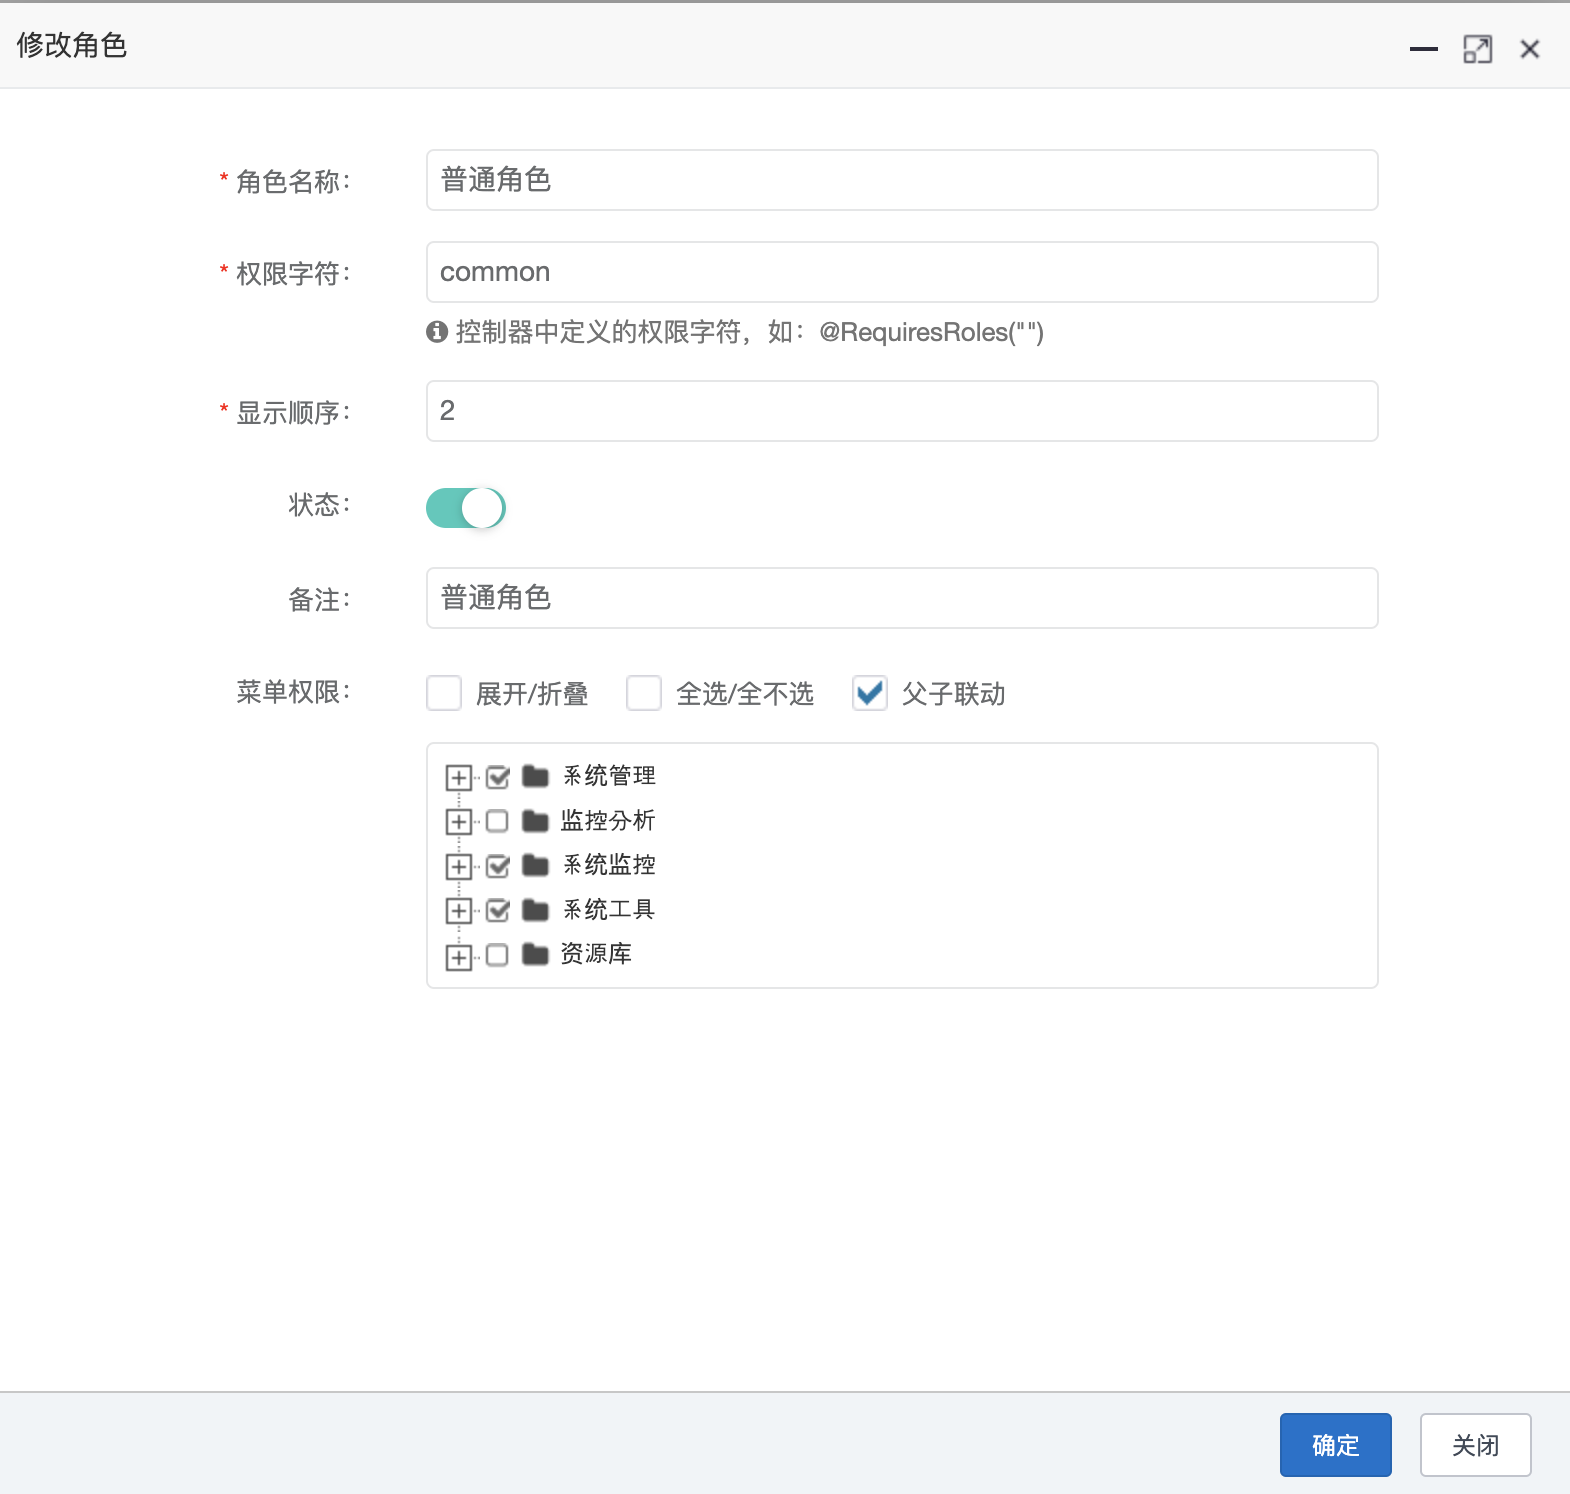 修改角色
* 角色名称： 普通角色
* 权限字符： common
控制器中定义的权限字符，如：@RequiresRoles("")
* 显示顺序： 2
状态：
备注： 普通角色
菜单权限： 展开/折叠 全选/全不选 父子联动
系统管理
监控分析
系统监控
系统工具
资源库
确定 关闭